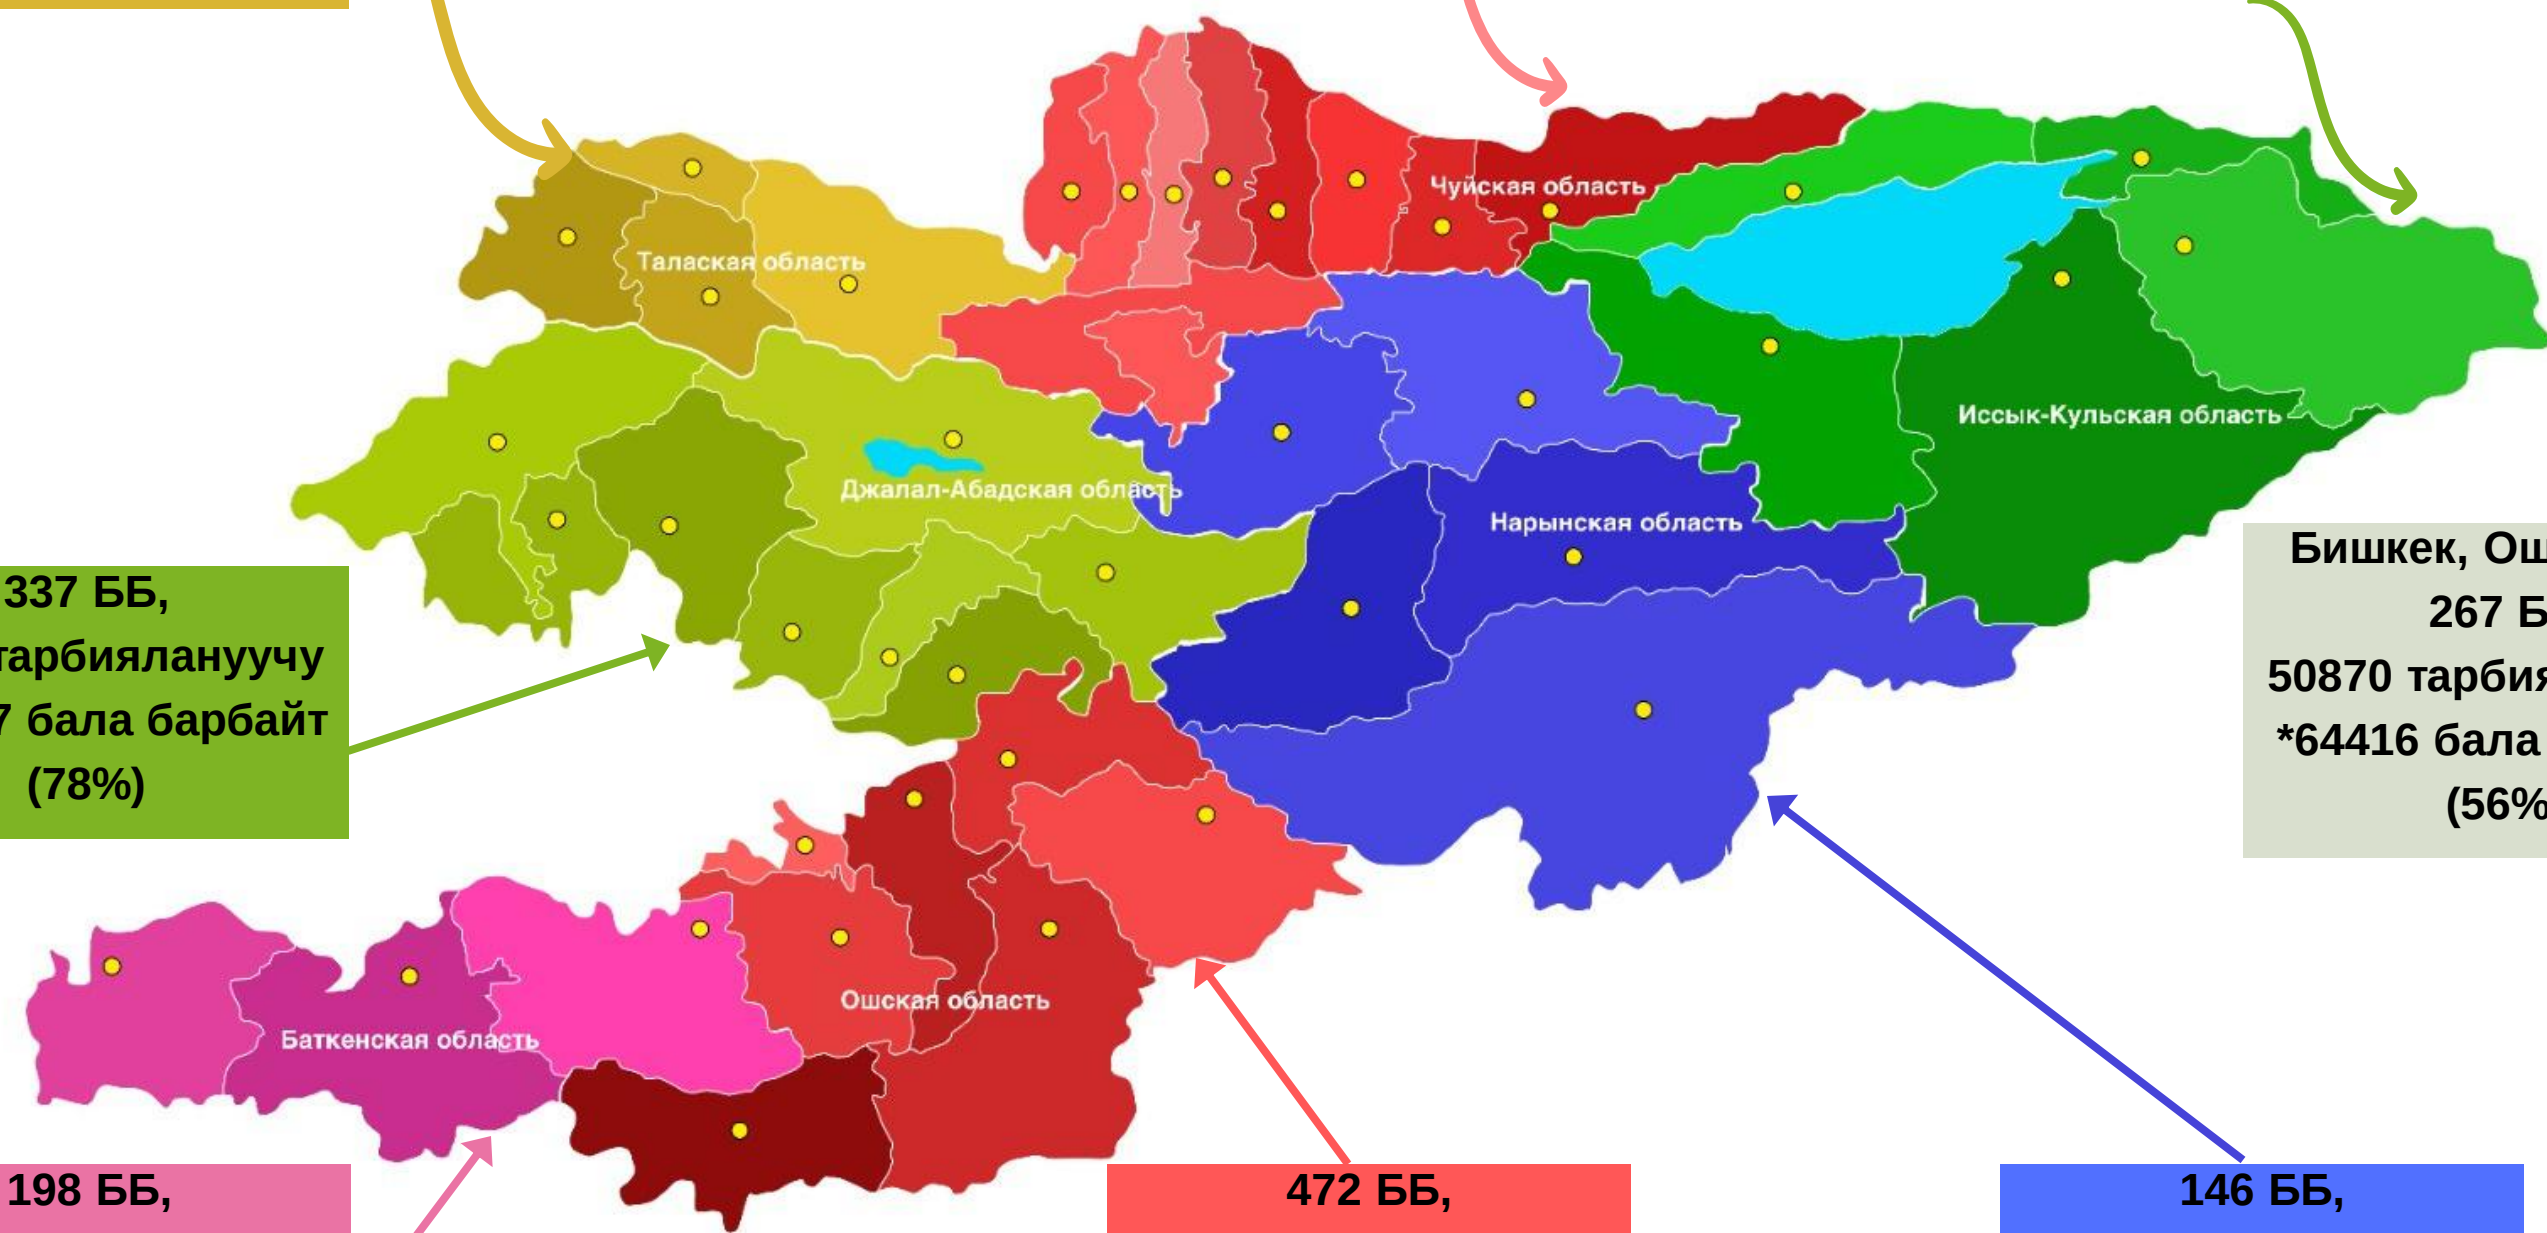 Чуйская область
Талаская область
Иссык-Кульская область
Джалал-Абадская область
Нарынская область
Ошская область
Баткенская область
337 ББ,
тарбиялануучу
7 бала барбайт
(78%)
Бишкек, Ош
267 Б
50870 тарбия
*64416 бала
(56%
198 ББ,
472 ББ,
146 ББ,